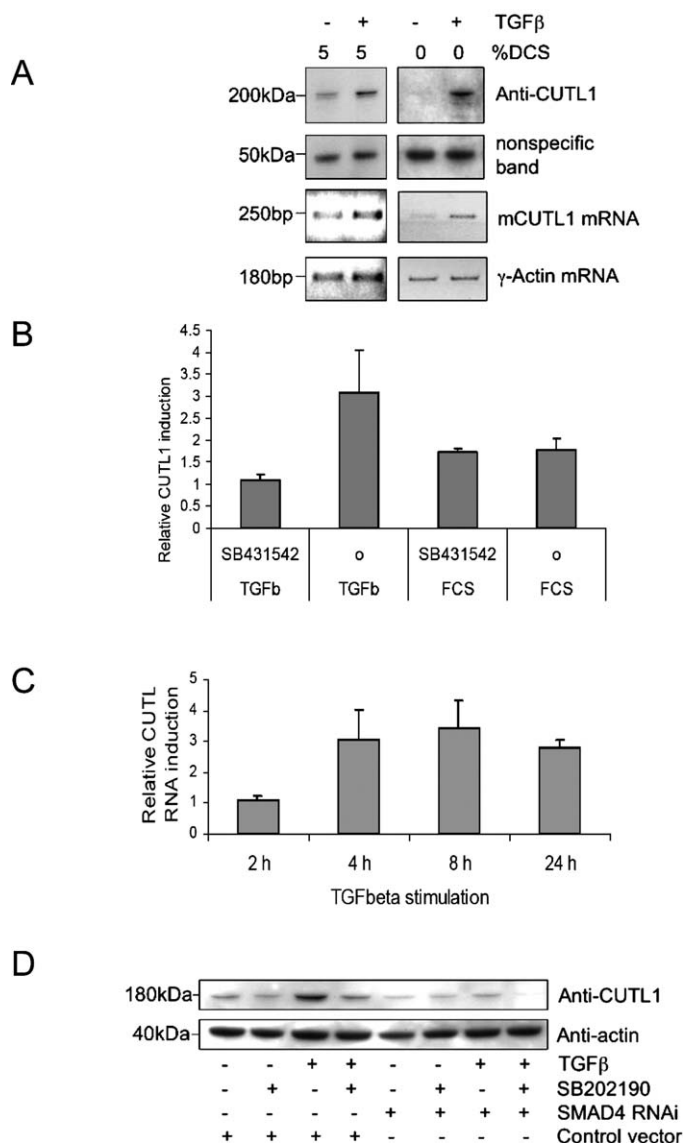 - + - + TGFβ
A
5 5 0 0 %DCS
200kDa Anti-CUTL1
50kDa nonspecific
band
250bp mCUTL1 mRNA
180bp γ-Actin mRNA
B
Relative CUTL1 induction
4.5
4
3.5
3
2.5
2
1.5
1
0.5
0
SB431542 o SB431542 o
TGFb TGFb FCS FCS
C
Relative CUTL
RNA induction
5
4
3
2
1
0
2 h 4 h 8 h 24 h
TGFbeta stimulation
D
180kDa Anti-CUTL1
40kDa Anti-actin
- - + + - - + + TGFβ
- + - + - + - + SB202190
- - - - + + + + SMAD4 RNAi
+ + + + - - - - Control vector